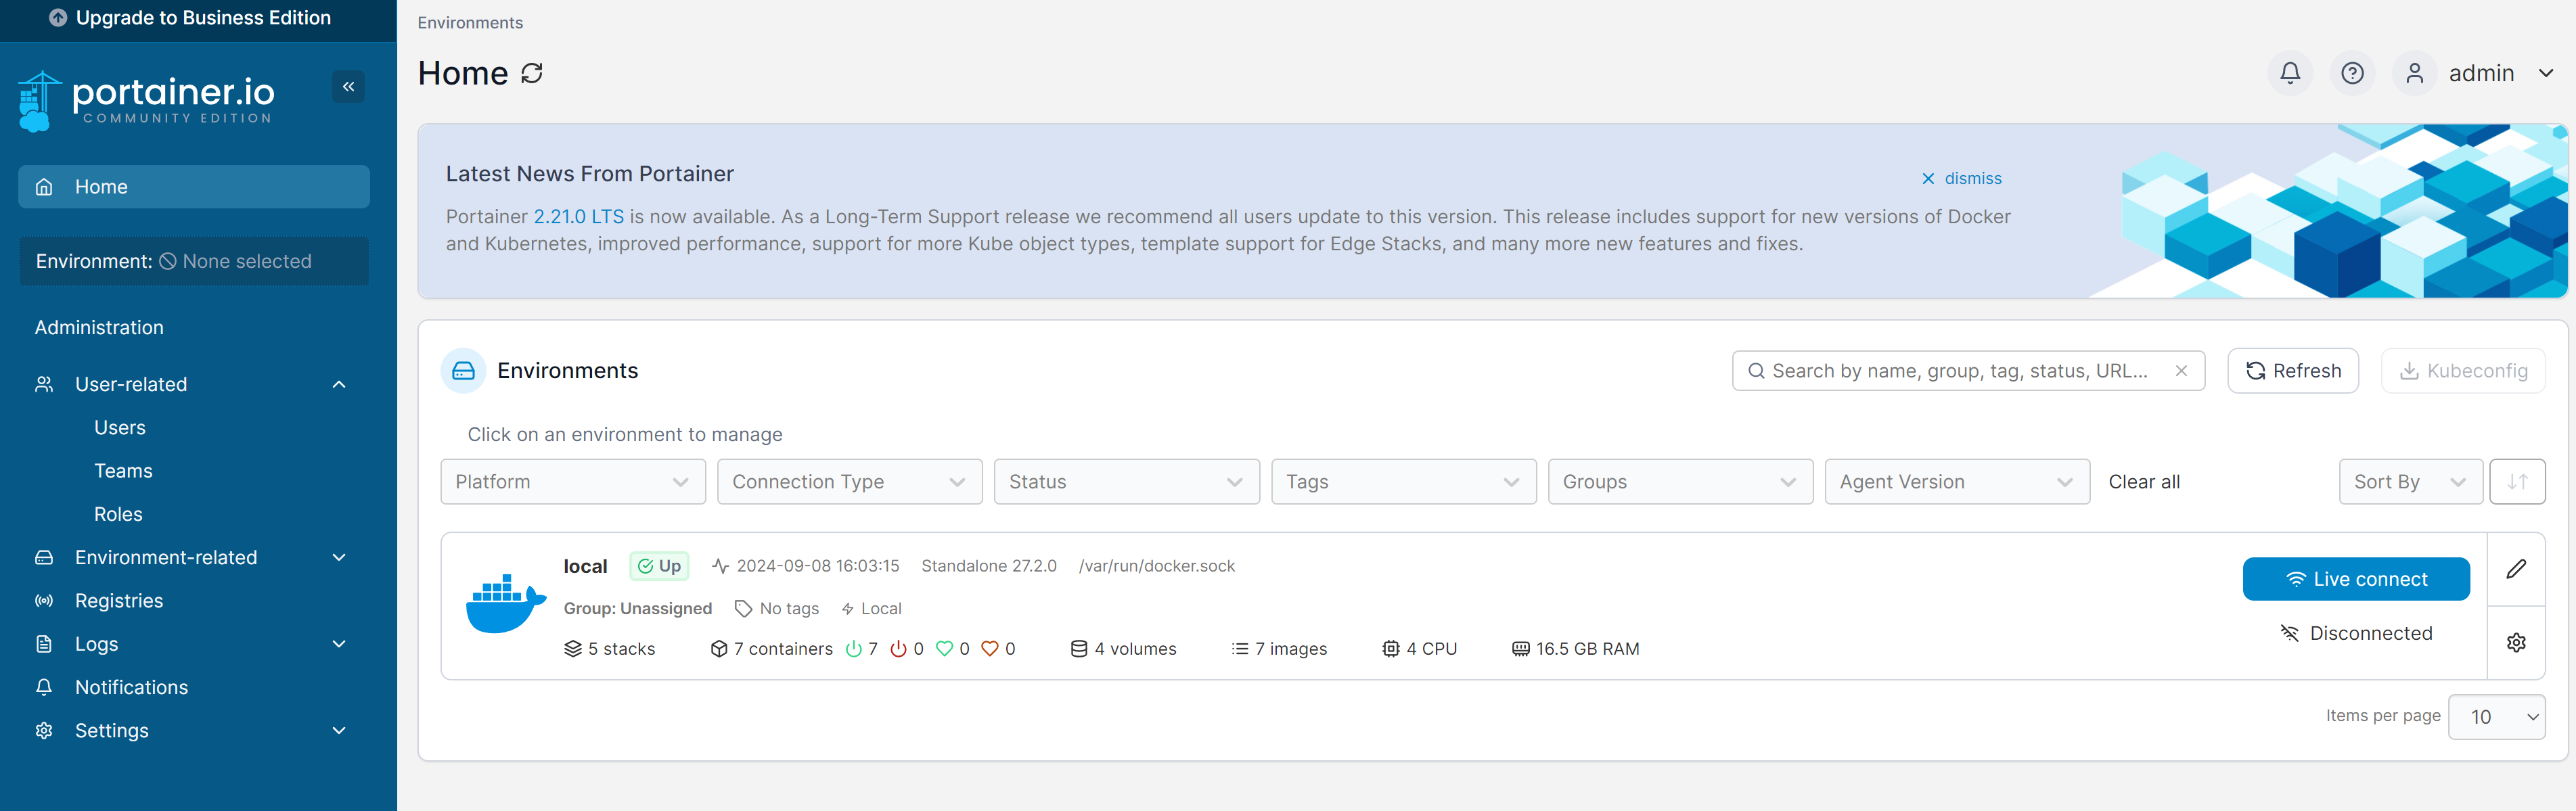 Upgrade to Business Edition
portainer.io
COMMUNITY EDITION
Home
Environment: None selected
Administration
User-related
Users
Teams
Roles
Environment-related
Registries
Logs
Notifications
Settings
Environments
Home
admin
Latest News From Portainer
dismiss
Portainer 2.21.0 LTS is now available. As a Long-Term Support release we recommend all users update to this version. This release includes support for new versions of Docker
and Kubernetes, improved performance, support for more Kube object types, template support for Edge Stacks, and many more new features and fixes.
Environments
Search by name, group, tag, status, URL...
Refresh
Kubeconfig
Click on an environment to manage
Platform
Connection Type
Status
Tags
Groups
Agent Version
Clear all
Sort By
local Up 2024-09-08 16:03:15 Standalone 27.2.0 /var/run/docker.sock
Group: Unassigned No tags Local
5 stacks 7 containers 7 0 0 0 4 volumes 7 images 4 CPU 16.5 GB RAM
Live connect
Disconnected
Items per page 10